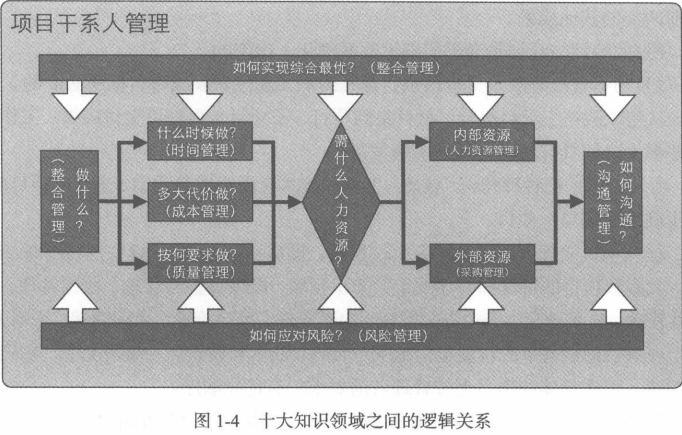 项目干系人管理
如何实现综合最优？（整合管理）
做什么？
（整合管理）
什么时候做？
（时间管理）
多大代价做？
（成本管理）
按何要求做？
（质量管理）
需什么人力资源？
内部资源
（人力资源管理）
外部资源
（采购管理）
如何沟通？
（沟通管理）
如何应对风险？（风险管理）
图 1-4 十大知识领域之间的逻辑关系